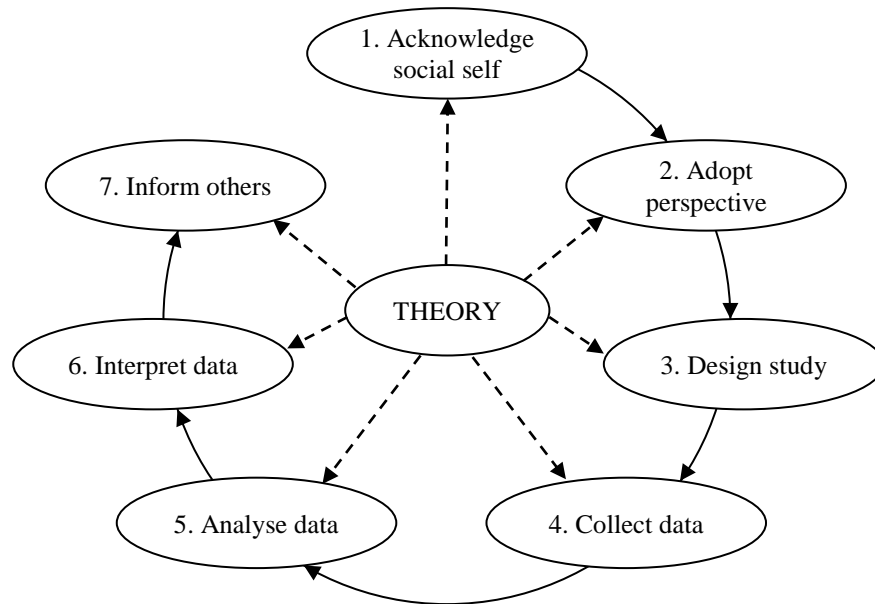 1. Acknowledge
social self
2. Adopt
perspective
3. Design study
4. Collect data
5. Analyse data
6. Interpret data
7. Inform others
THEORY